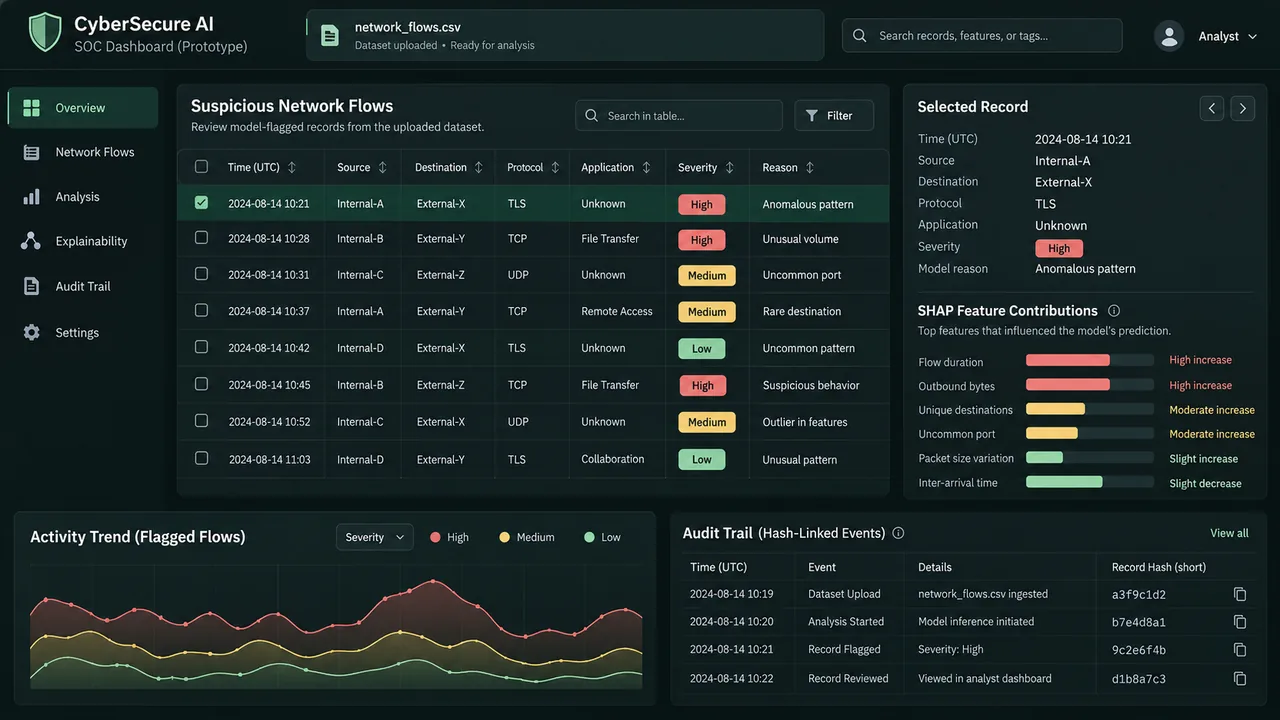 CyberSecure AI
SOC Dashboard (Prototype)
network_flows.csv
Dataset uploaded • Ready for analysis
Search records, features, or tags...
Analyst
Overview
Network Flows
Analysis
Explainability
Audit Trail
Settings
Suspicious Network Flows
Review model-flagged records from the uploaded dataset.
Search in table...
Filter
Time (UTC) Source Destination Protocol Application Severity Reason
2024-08-14 10:21 Internal-A External-X TLS Unknown High Anomalous pattern
2024-08-14 10:28 Internal-B External-Y TCP File Transfer High Unusual volume
2024-08-14 10:31 Internal-C External-Z UDP Unknown Medium Uncommon port
2024-08-14 10:37 Internal-A External-Y TCP Remote Access Medium Rare destination
2024-08-14 10:42 Internal-D External-X TLS Unknown Low Uncommon pattern
2024-08-14 10:45 Internal-B External-Z TCP File Transfer High Suspicious behavior
2024-08-14 10:52 Internal-C External-X UDP Unknown Medium Outlier in features
2024-08-14 11:03 Internal-D External-Y TLS Collaboration Low Unusual pattern
Selected Record
Time (UTC) 2024-08-14 10:21
Source Internal-A
Destination External-X
Protocol TLS
Application Unknown
Severity High
Model reason Anomalous pattern
SHAP Feature Contributions
Top features that influenced the model's prediction.
Flow duration High increase
Outbound bytes High increase
Unique destinations Moderate increase
Uncommon port Moderate increase
Packet size variation Slight increase
Inter-arrival time Slight decrease
Activity Trend (Flagged Flows)
Severity
High Medium Low
Audit Trail (Hash-Linked Events)
View all
Time (UTC) Event Details Record Hash (short)
2024-08-14 10:19 Dataset Upload network_flows.csv ingested a3f9c1d2
2024-08-14 10:20 Analysis Started Model inference initiated b7e4d8a1
2024-08-14 10:21 Record Flagged Severity: High 9c2e6f4b
2024-08-14 10:22 Record Reviewed Viewed in analyst dashboard d1b8a7c3